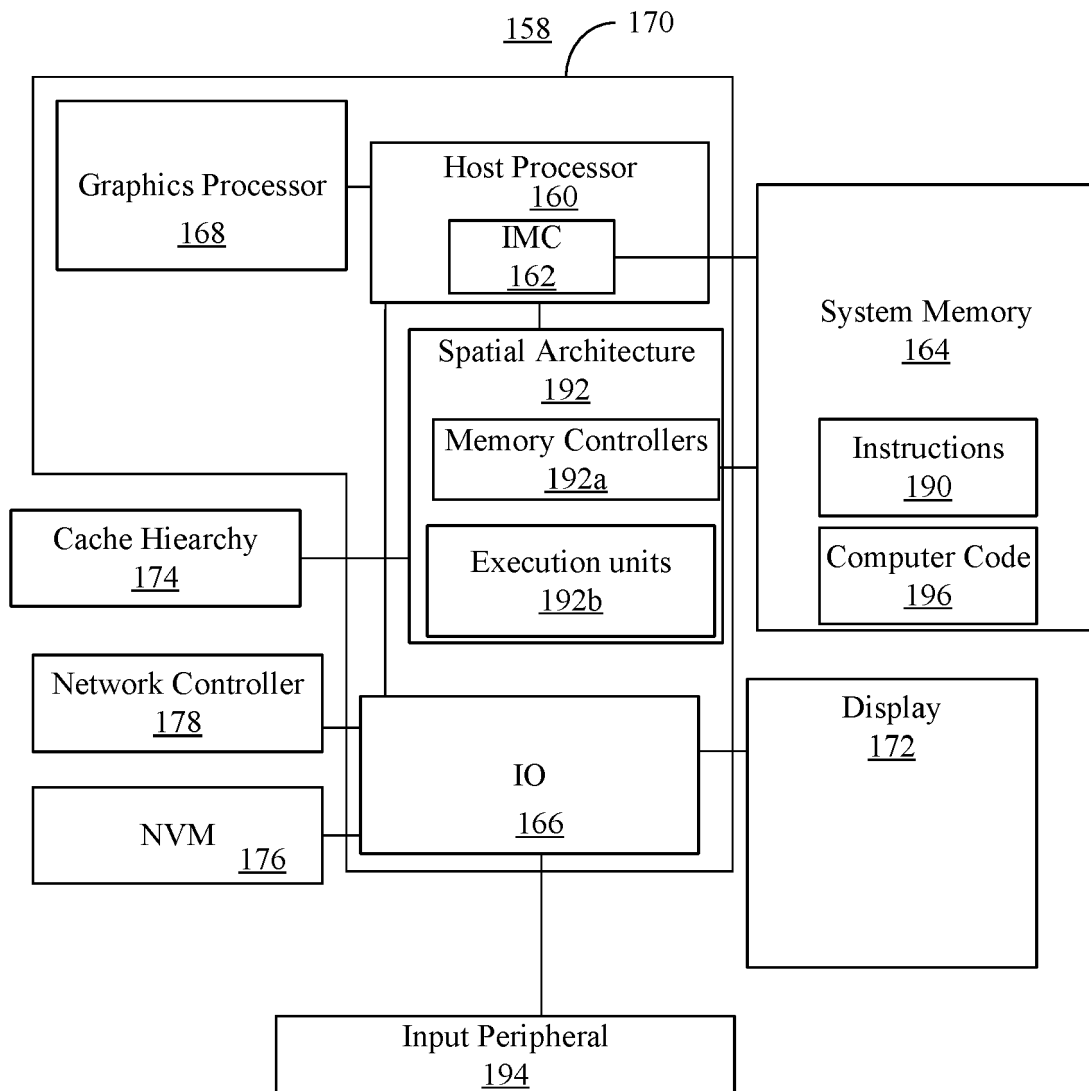 158
170
Graphics Processor
168
Host Processor
160
IMC
162
System Memory
164
Spatial Architecture
192
Memory Controllers
192a
Instructions
190
Cache Hiearchy
174
Execution units
192b
Computer Code
196
Network Controller
178
Display
172
IO
166
NVM
176
Input Peripheral
194